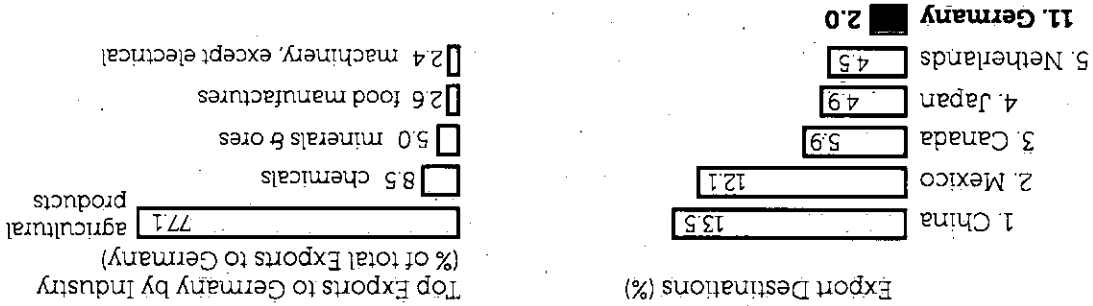 Export Destinations (%)
1. China 13.5
2. Mexico 12.1
3. Canada 5.9
4. Japan 4.9
5. Netherlands 4.5
11. Germany 2.0
Top Exports to Germany by Industry
(% of total Exports to Germany)
77.1 agricultural
products
8.5 chemicals
5.0 minerals & ores
2.6 food manufactures
2.4 machinery, except electrical